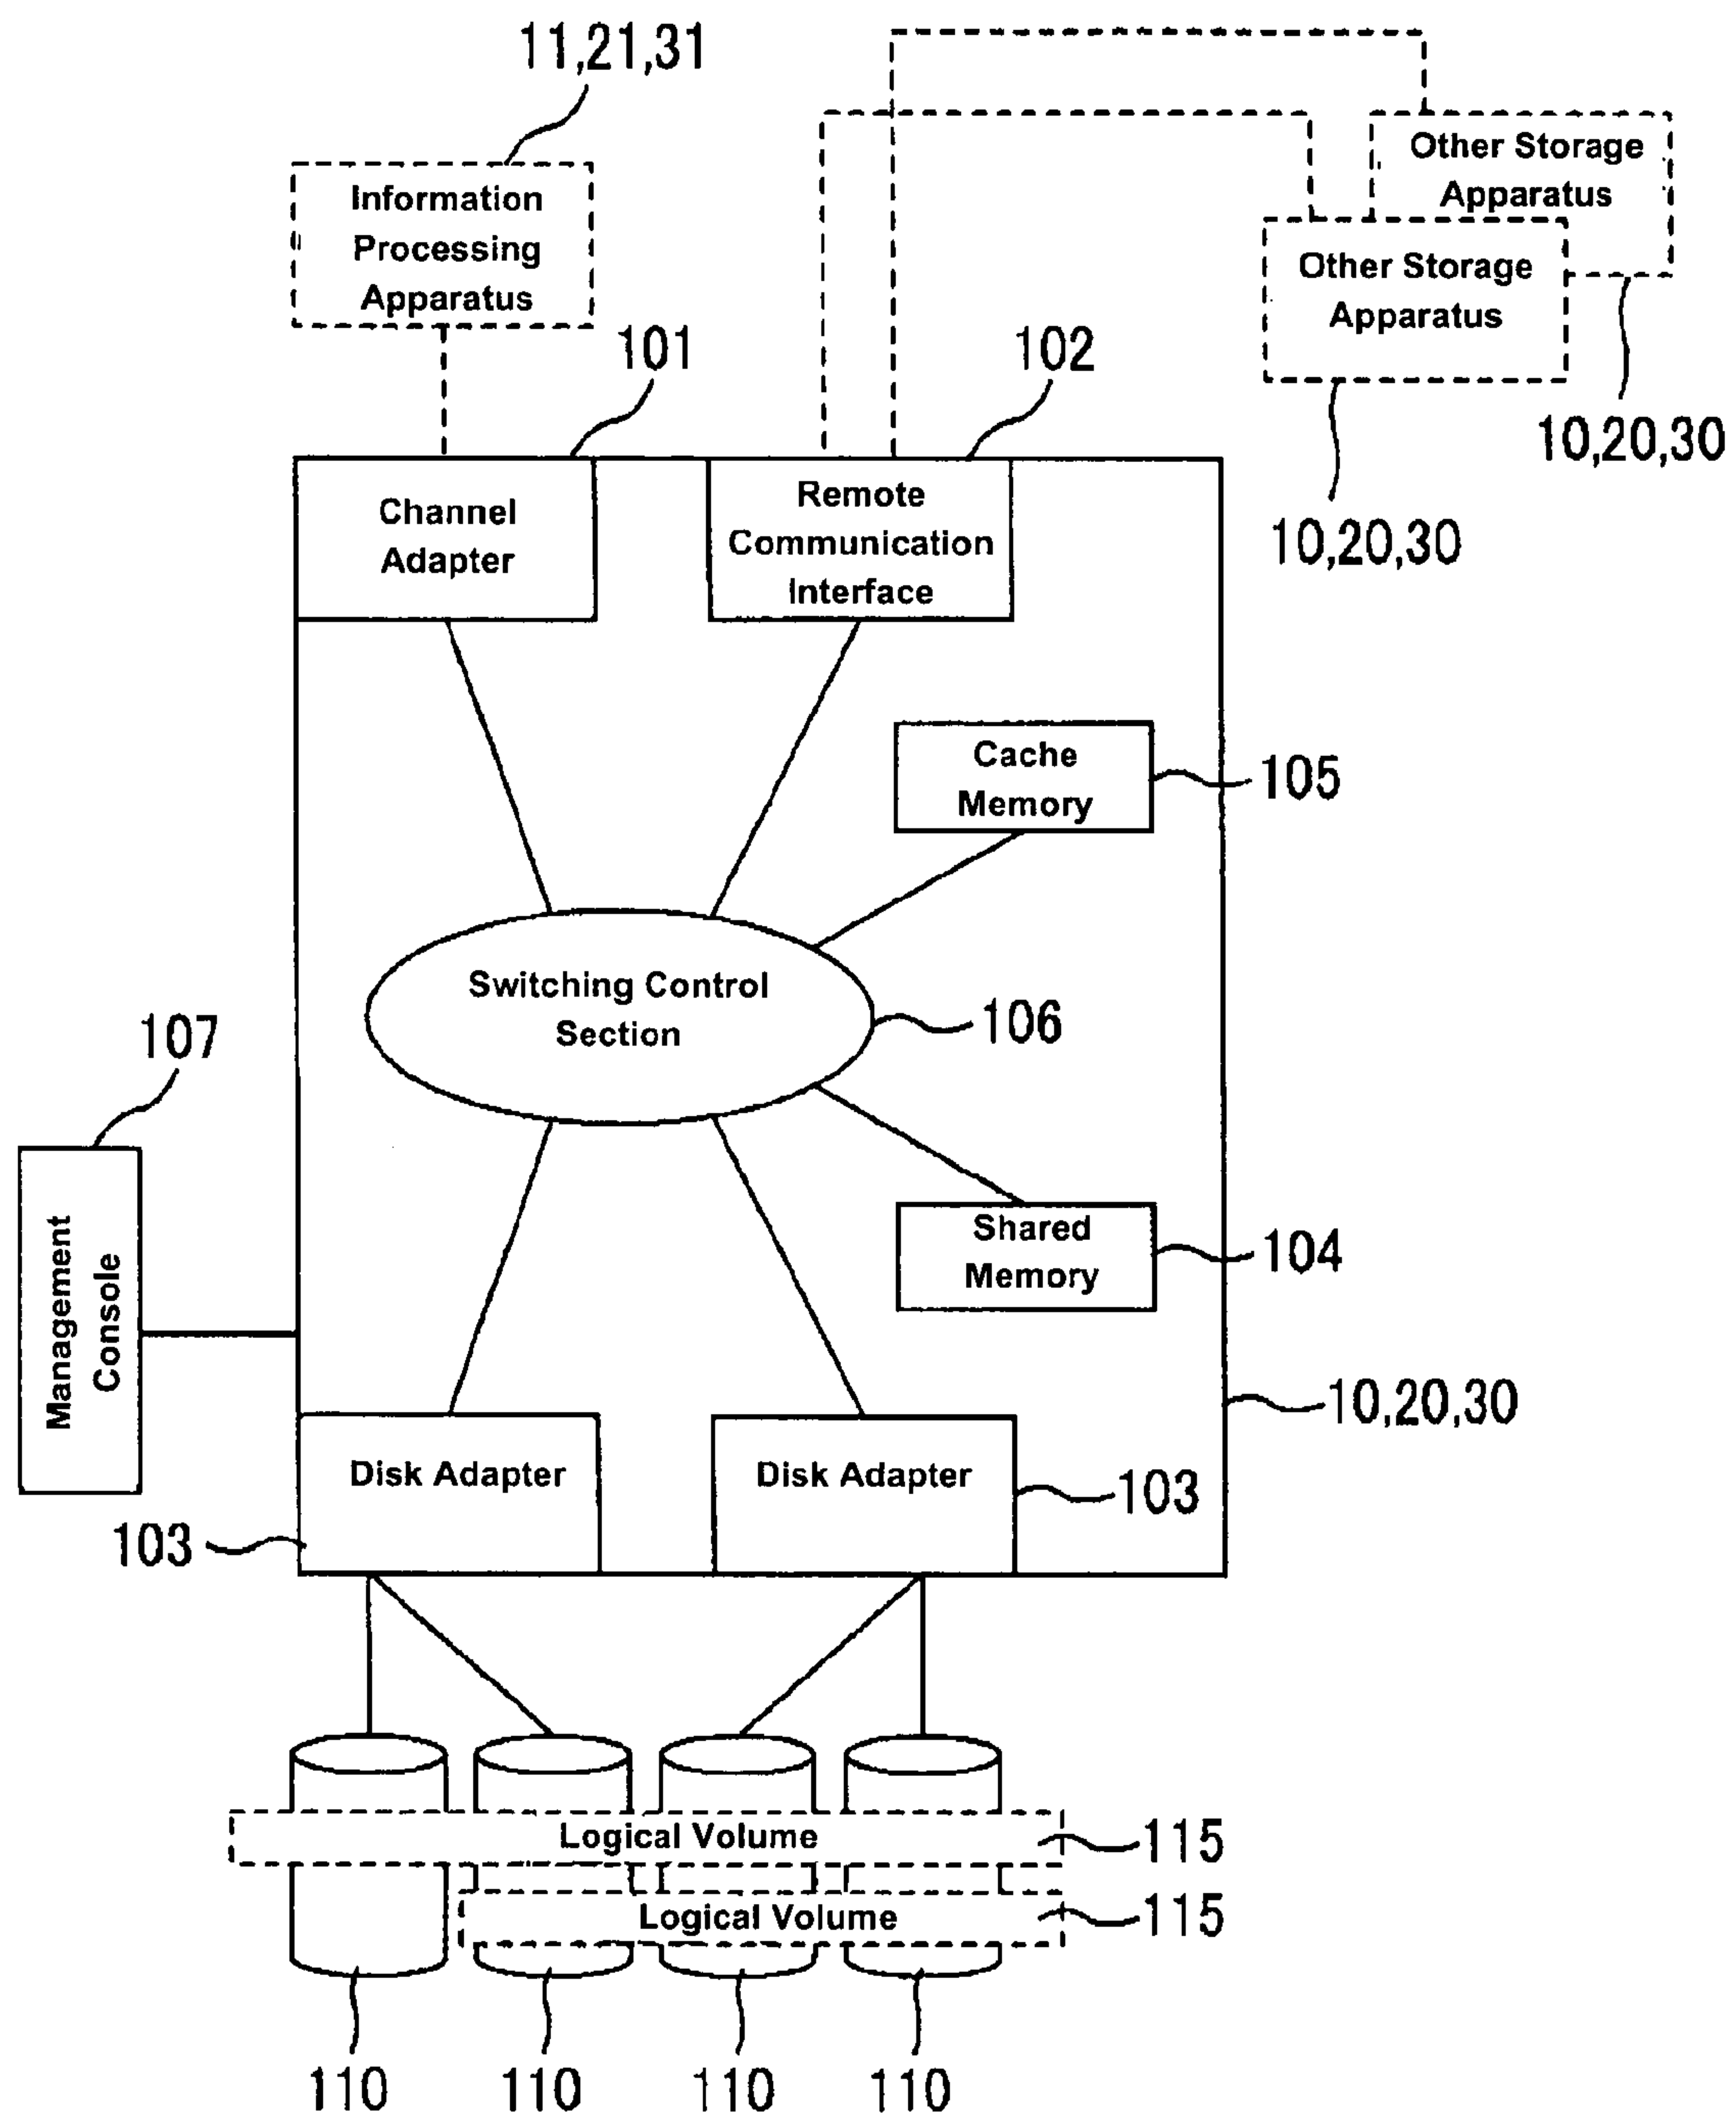 11,21,31
Information
Processing
Apparatus
Other Storage
Apparatus
Other Storage
Apparatus
10,20,30
10,20,30
101
102
Channel
Adapter
Remote
Communication
Interface
Cache
Memory
105
Switching Control
Section
106
107
Management
Console
Shared
Memory
104
10,20,30
Disk Adapter
Disk Adapter
103
103
Logical Volume
115
Logical Volume
115
110
110
110
110